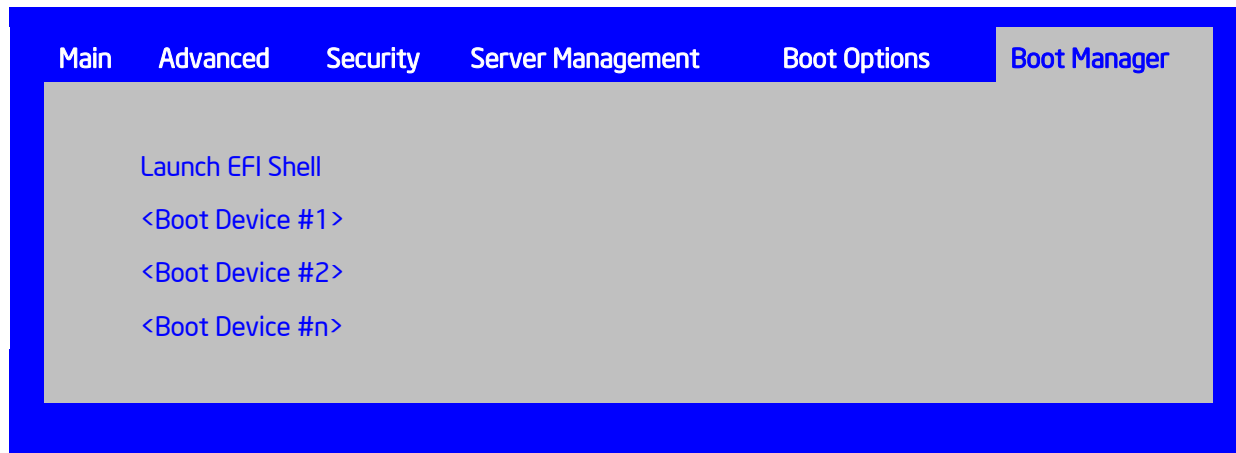 Main Advanced Security Server Management Boot Options Boot Manager
Launch EFI Shell
<Boot Device #1>
<Boot Device #2>
<Boot Device #n>